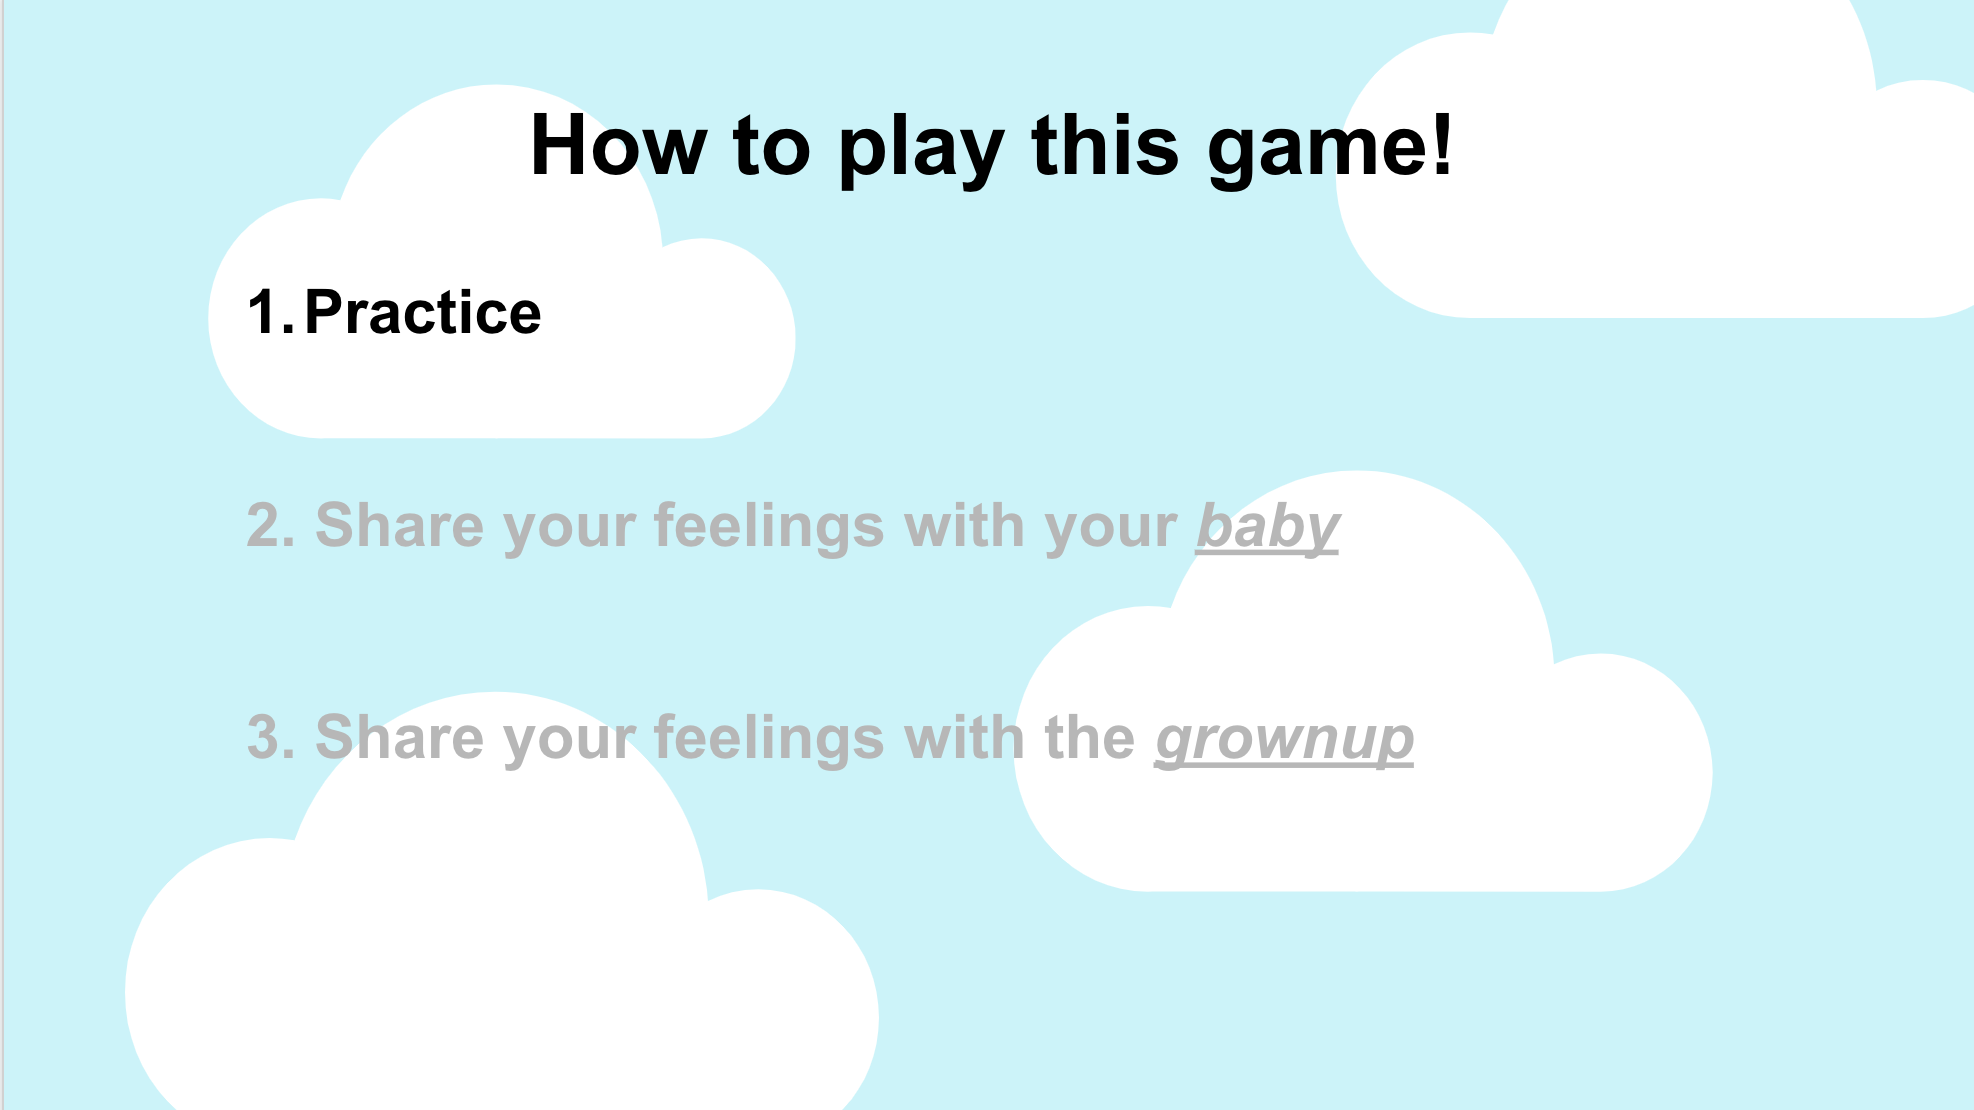 How to play this game!
1. Practice
2. Share your feelings with your baby
3. Share your feelings with the grownup